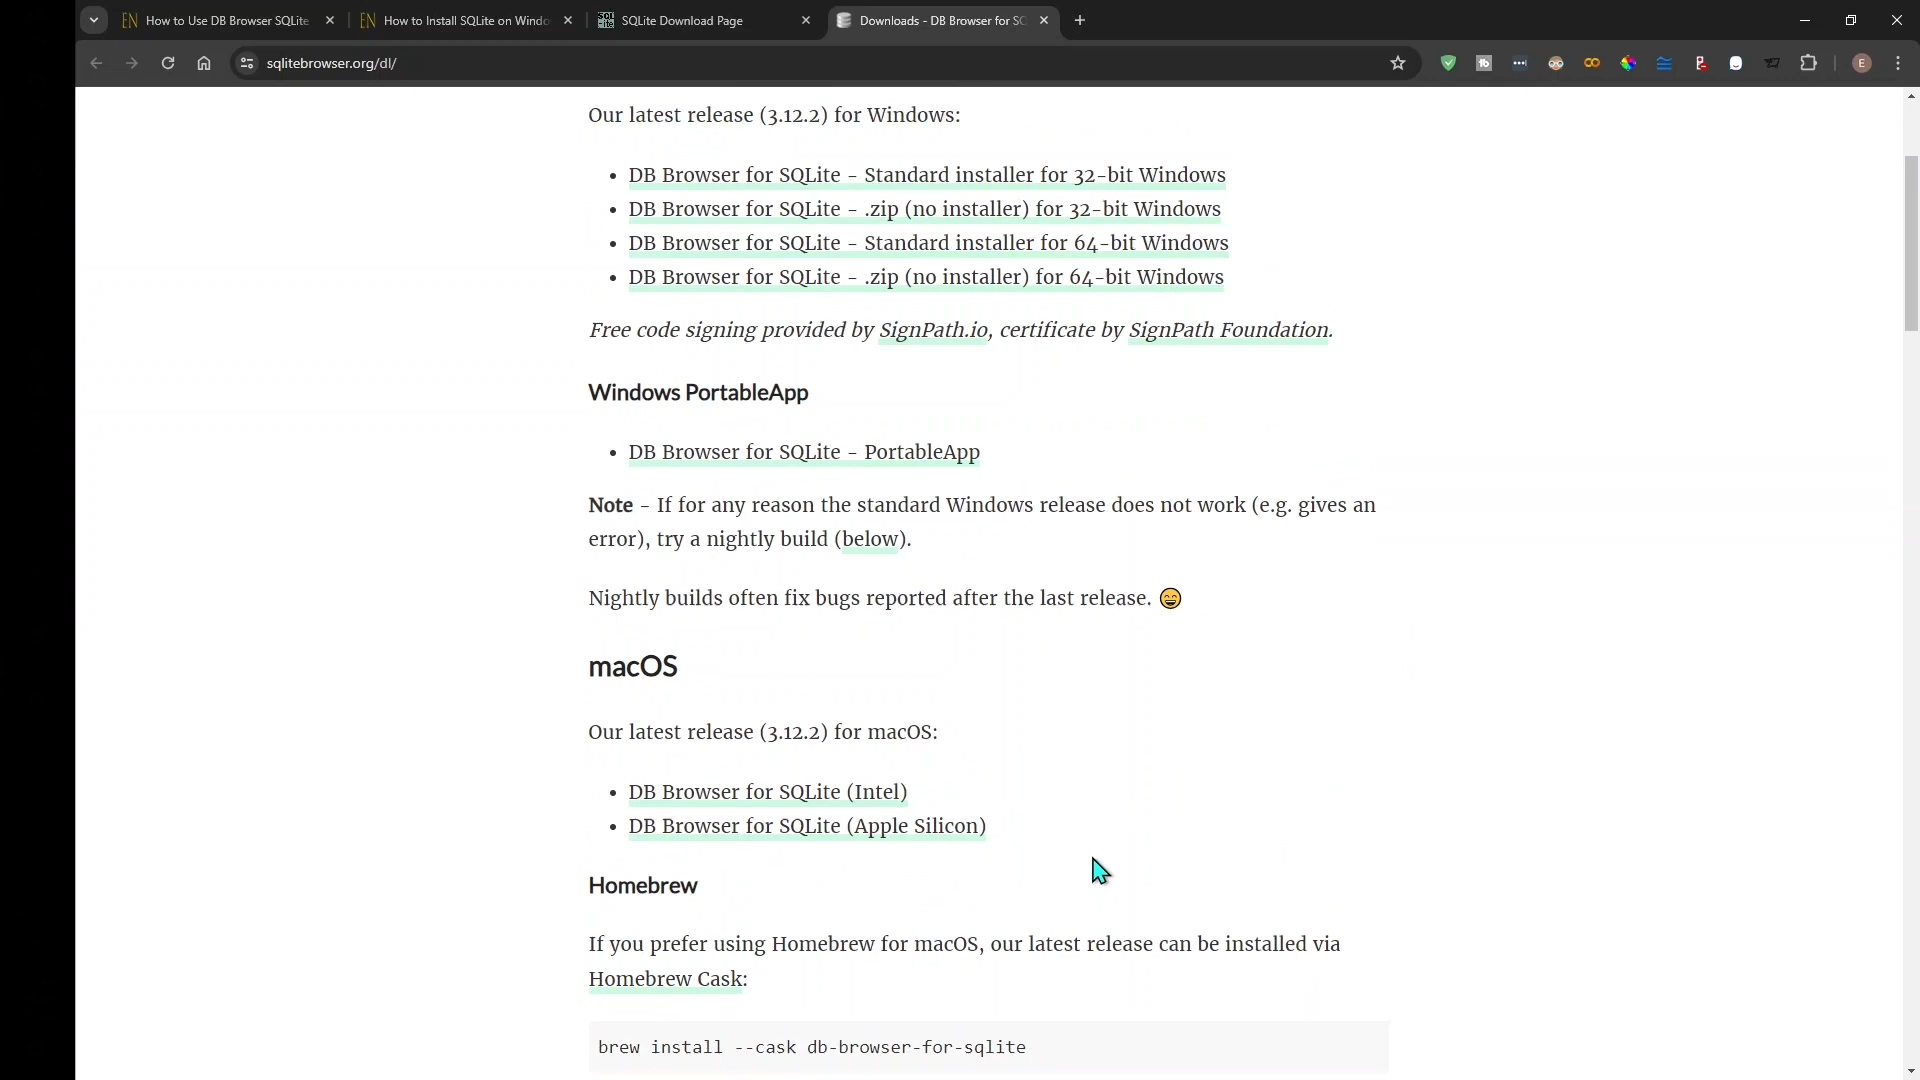 How to Use DB Browser SQLite
How to Install SQLite on Windo
SQLite Download Page
Downloads - DB Browser for SQ
sqlitebrowser.org/dl/
E
Our latest release (3.12.2) for Windows:
• DB Browser for SQLite - Standard installer for 32-bit Windows
• DB Browser for SQLite - .zip (no installer) for 32-bit Windows
• DB Browser for SQLite - Standard installer for 64-bit Windows
• DB Browser for SQLite - .zip (no installer) for 64-bit Windows
Free code signing provided by SignPath.io, certificate by SignPath Foundation.
Windows PortableApp
• DB Browser for SQLite - PortableApp
Note - If for any reason the standard Windows release does not work (e.g. gives an
error), try a nightly build (below).
Nightly builds often fix bugs reported after the last release. 😄
macOS
Our latest release (3.12.2) for macOS:
• DB Browser for SQLite (Intel)
• DB Browser for SQLite (Apple Silicon)
Homebrew
If you prefer using Homebrew for macOS, our latest release can be installed via
Homebrew Cask:
brew install --cask db-browser-for-sqlite